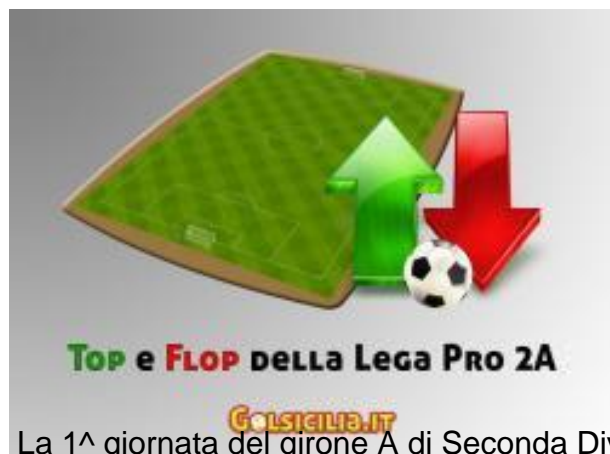 Top e Flop della Lega Pro 2A
Golsicilia.it
La 1^ giornata del girone A di Seconda Div